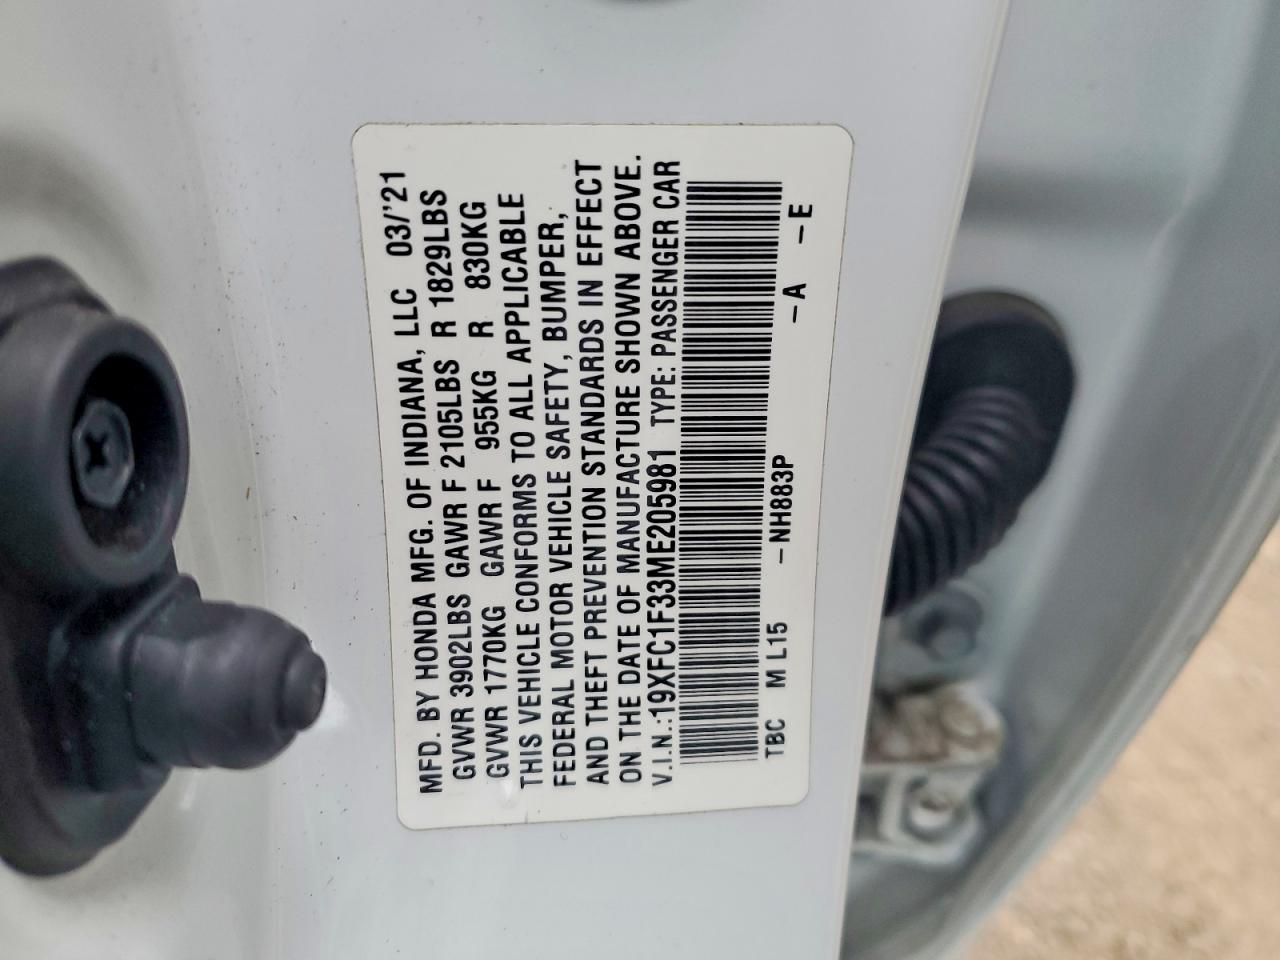 MFD. BY HONDA MFG. OF INDIANA, LLC 03/'21
GVWR 3902LBS GAWR F 2105LBS R 1829LBS
GVWR 1770KG GAWR F 955KG R 830KG
THIS VEHICLE CONFORMS TO ALL APPLICABLE
FEDERAL MOTOR VEHICLE SAFETY, BUMPER,
AND THEFT PREVENTION STANDARDS IN EFFECT
ON THE DATE OF MANUFACTURE SHOWN ABOVE.
V.I.N.:19XFC1F33ME205981 TYPE: PASSENGER CAR
TBC M L15 -NH883P -A -E